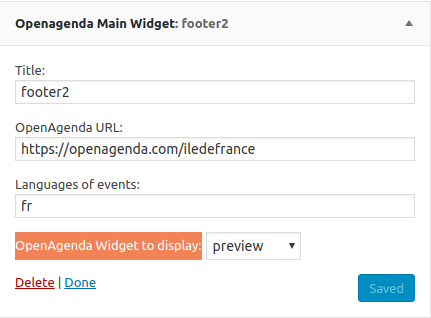 Openagenda Main Widget: footer2
Title:
footer2
OpenAgenda URL:
https://openagenda.com/iledefrance
Languages of events:
fr
OpenAgenda Widget to display: preview
Delete | Done Saved